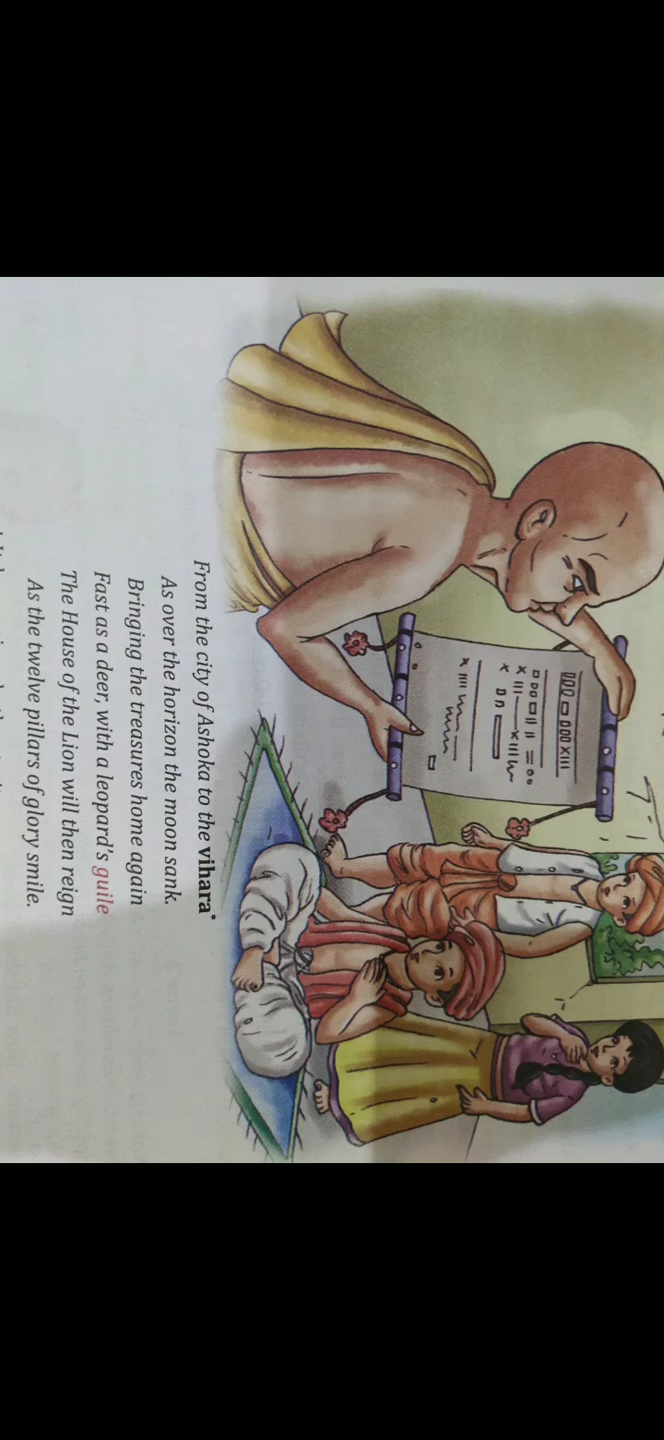 From the city of Ashoka to the vihara*
As over the horizon the moon sank.
Bringing the treasures home again
Fast as a deer, with a leopard's guile
The House of the Lion will then reign
As the twelve pillars of glory smile.